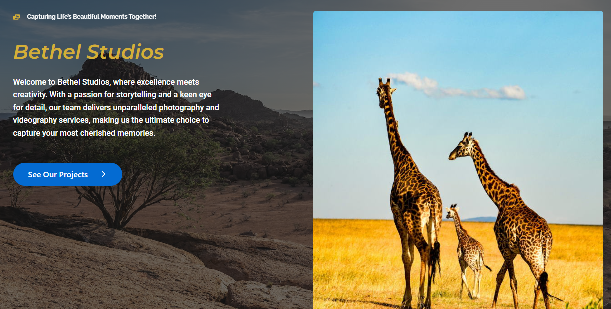 Capturing Life's Beautiful Moments Together!
Bethel Studios
Welcome to Bethel Studios, where excellence meets
creativity. With a passion for storytelling and a keen eye
for detail, our team delivers unparalleled photography and
videography services, making us the ultimate choice to
capture your most cherished memories.
See Our Projects